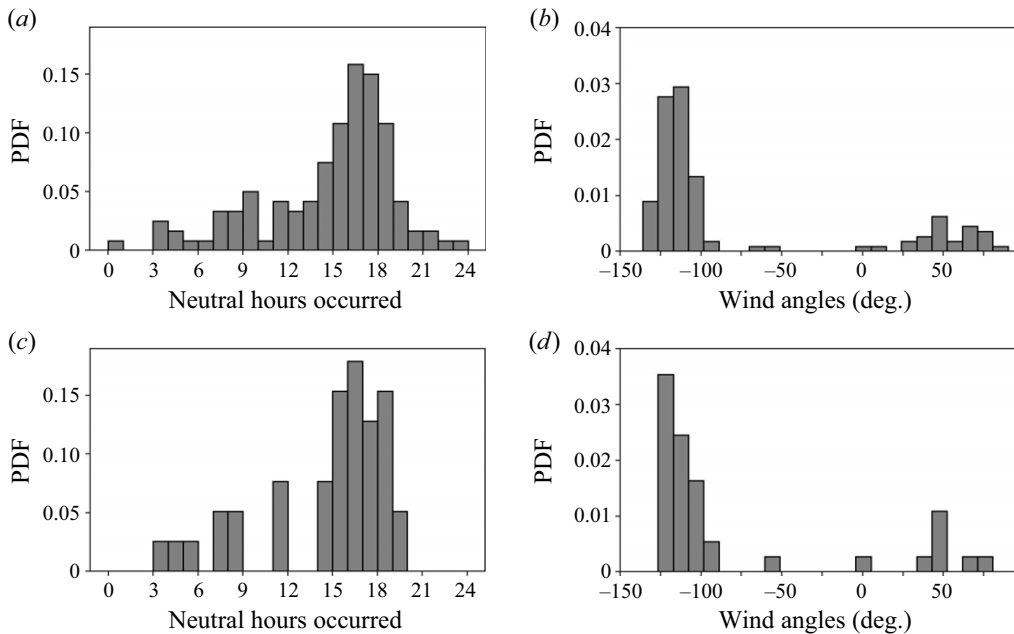 (a)
PDF
0.15
0.10
0.05
0
0 3 6 9 12 15 18 21 24
Neutral hours occurred
(b)
PDF
0.04
0.03
0.02
0.01
0
–150 –100 –50 0 50
Wind angles (deg.)
(c)
PDF
0.15
0.10
0.05
0
0 3 6 9 12 15 18 21 24
Neutral hours occurred
(d)
PDF
0.04
0.03
0.02
0.01
0
–150 –100 –50 0 50
Wind angles (deg.)